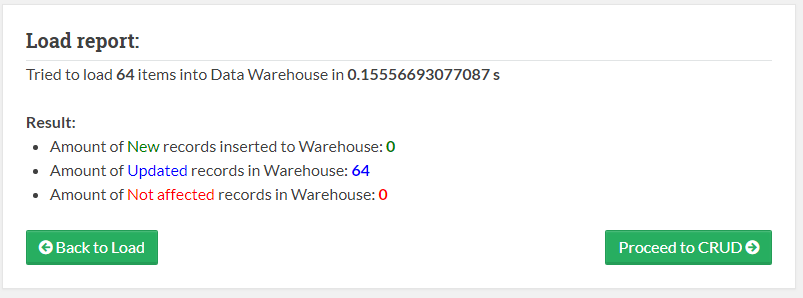 Load report:
Tried to load 64 items into Data Warehouse in 0.15556693077087 s
Result:
Amount of New records inserted to Warehouse: 0
Amount of Updated records in Warehouse: 64
Amount of Not affected records in Warehouse: 0
Back to Load
Proceed to CRUD